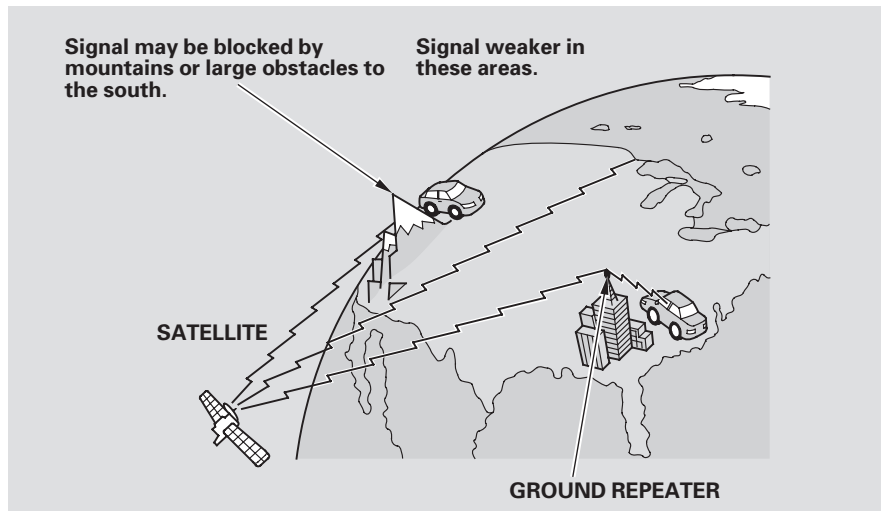 Signal may be blocked by
mountains or large obstacles to
the south.
Signal weaker in
these areas.
SATELLITE
GROUND REPEATER